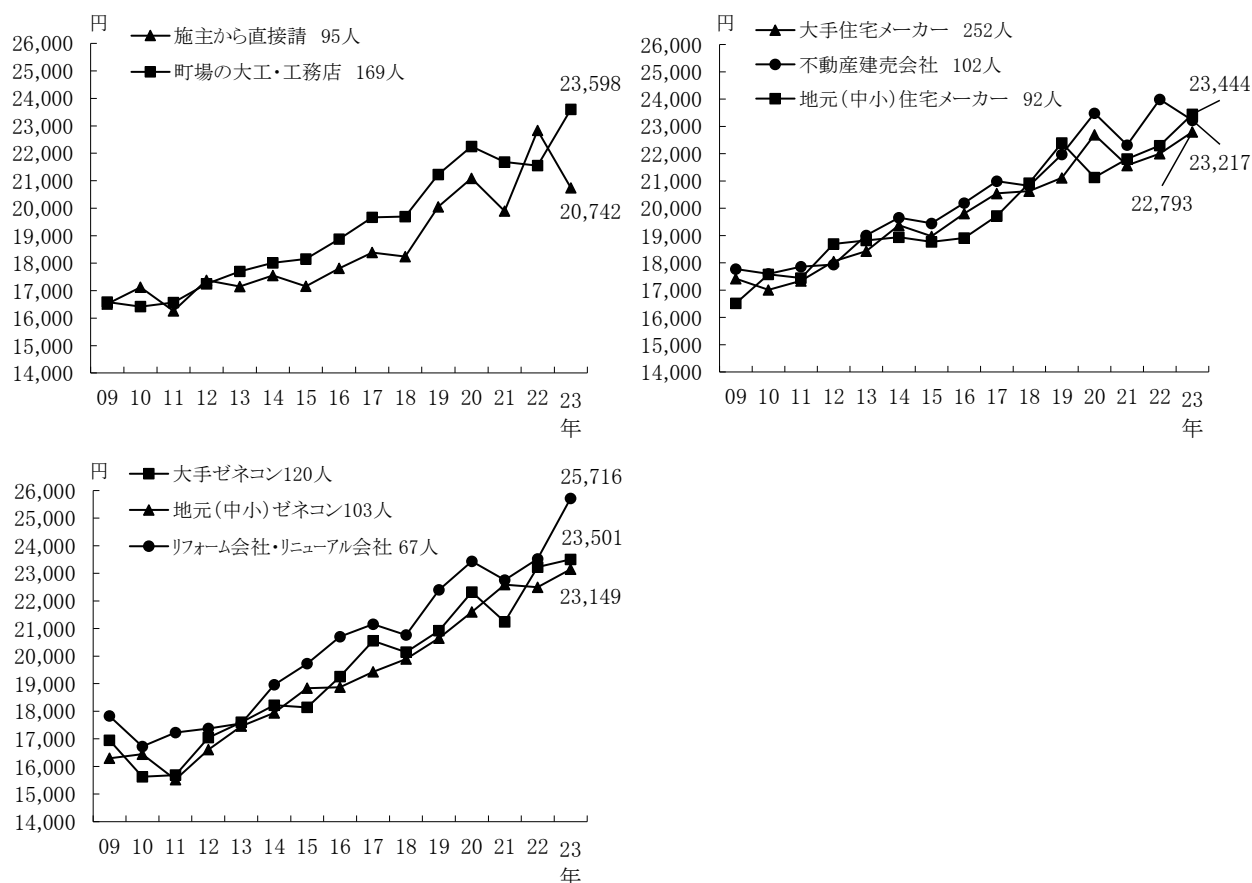 円
施主から直接請 95人
町場の大工・工務店 169人
26,000
25,000
24,000
23,000
22,000
21,000
20,000
19,000
18,000
17,000
16,000
15,000
14,000
23,598
20,742
09 10 11 12 13 14 15 16 17 18 19 20 21 22 23
年
円
大手住宅メーカー 252人
不動産建売会社 102人
地元(中小)住宅メーカー 92人
26,000
25,000
24,000
23,000
22,000
21,000
20,000
19,000
18,000
17,000
16,000
15,000
14,000
23,444
23,217
22,793
09 10 11 12 13 14 15 16 17 18 19 20 21 22 23
年
円
大手ゼネコン120人
地元(中小)ゼネコン103人
リフォーム会社・リニューアル会社 67人
26,000
25,000
24,000
23,000
22,000
21,000
20,000
19,000
18,000
17,000
16,000
15,000
14,000
25,716
23,501
23,149
09 10 11 12 13 14 15 16 17 18 19 20 21 22 23
年